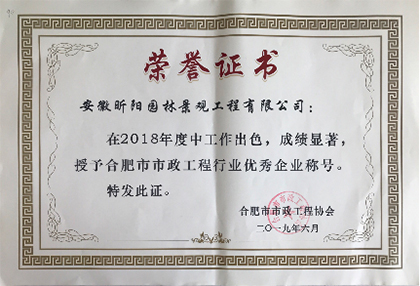 荣誉证书
安徽昕阳园林景观工程有限公司：
在2018年度中工作出色，成绩显著，
授予合肥市市政工程行业优秀企业称号。
特发此证。
合肥市市政工程协会
二〇一九年六月